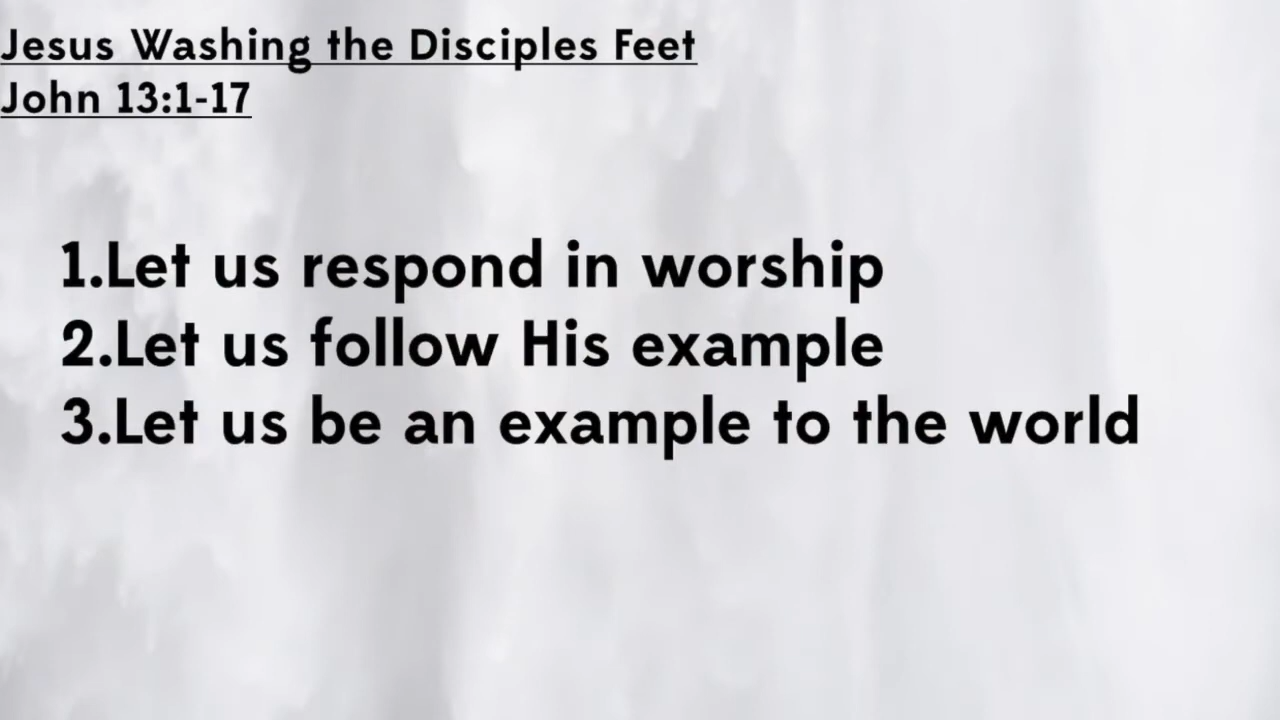 Jesus Washing the Disciples Feet
John 13:1-17
1.Let us respond in worship
2.Let us follow His example
3.Let us be an example to the world